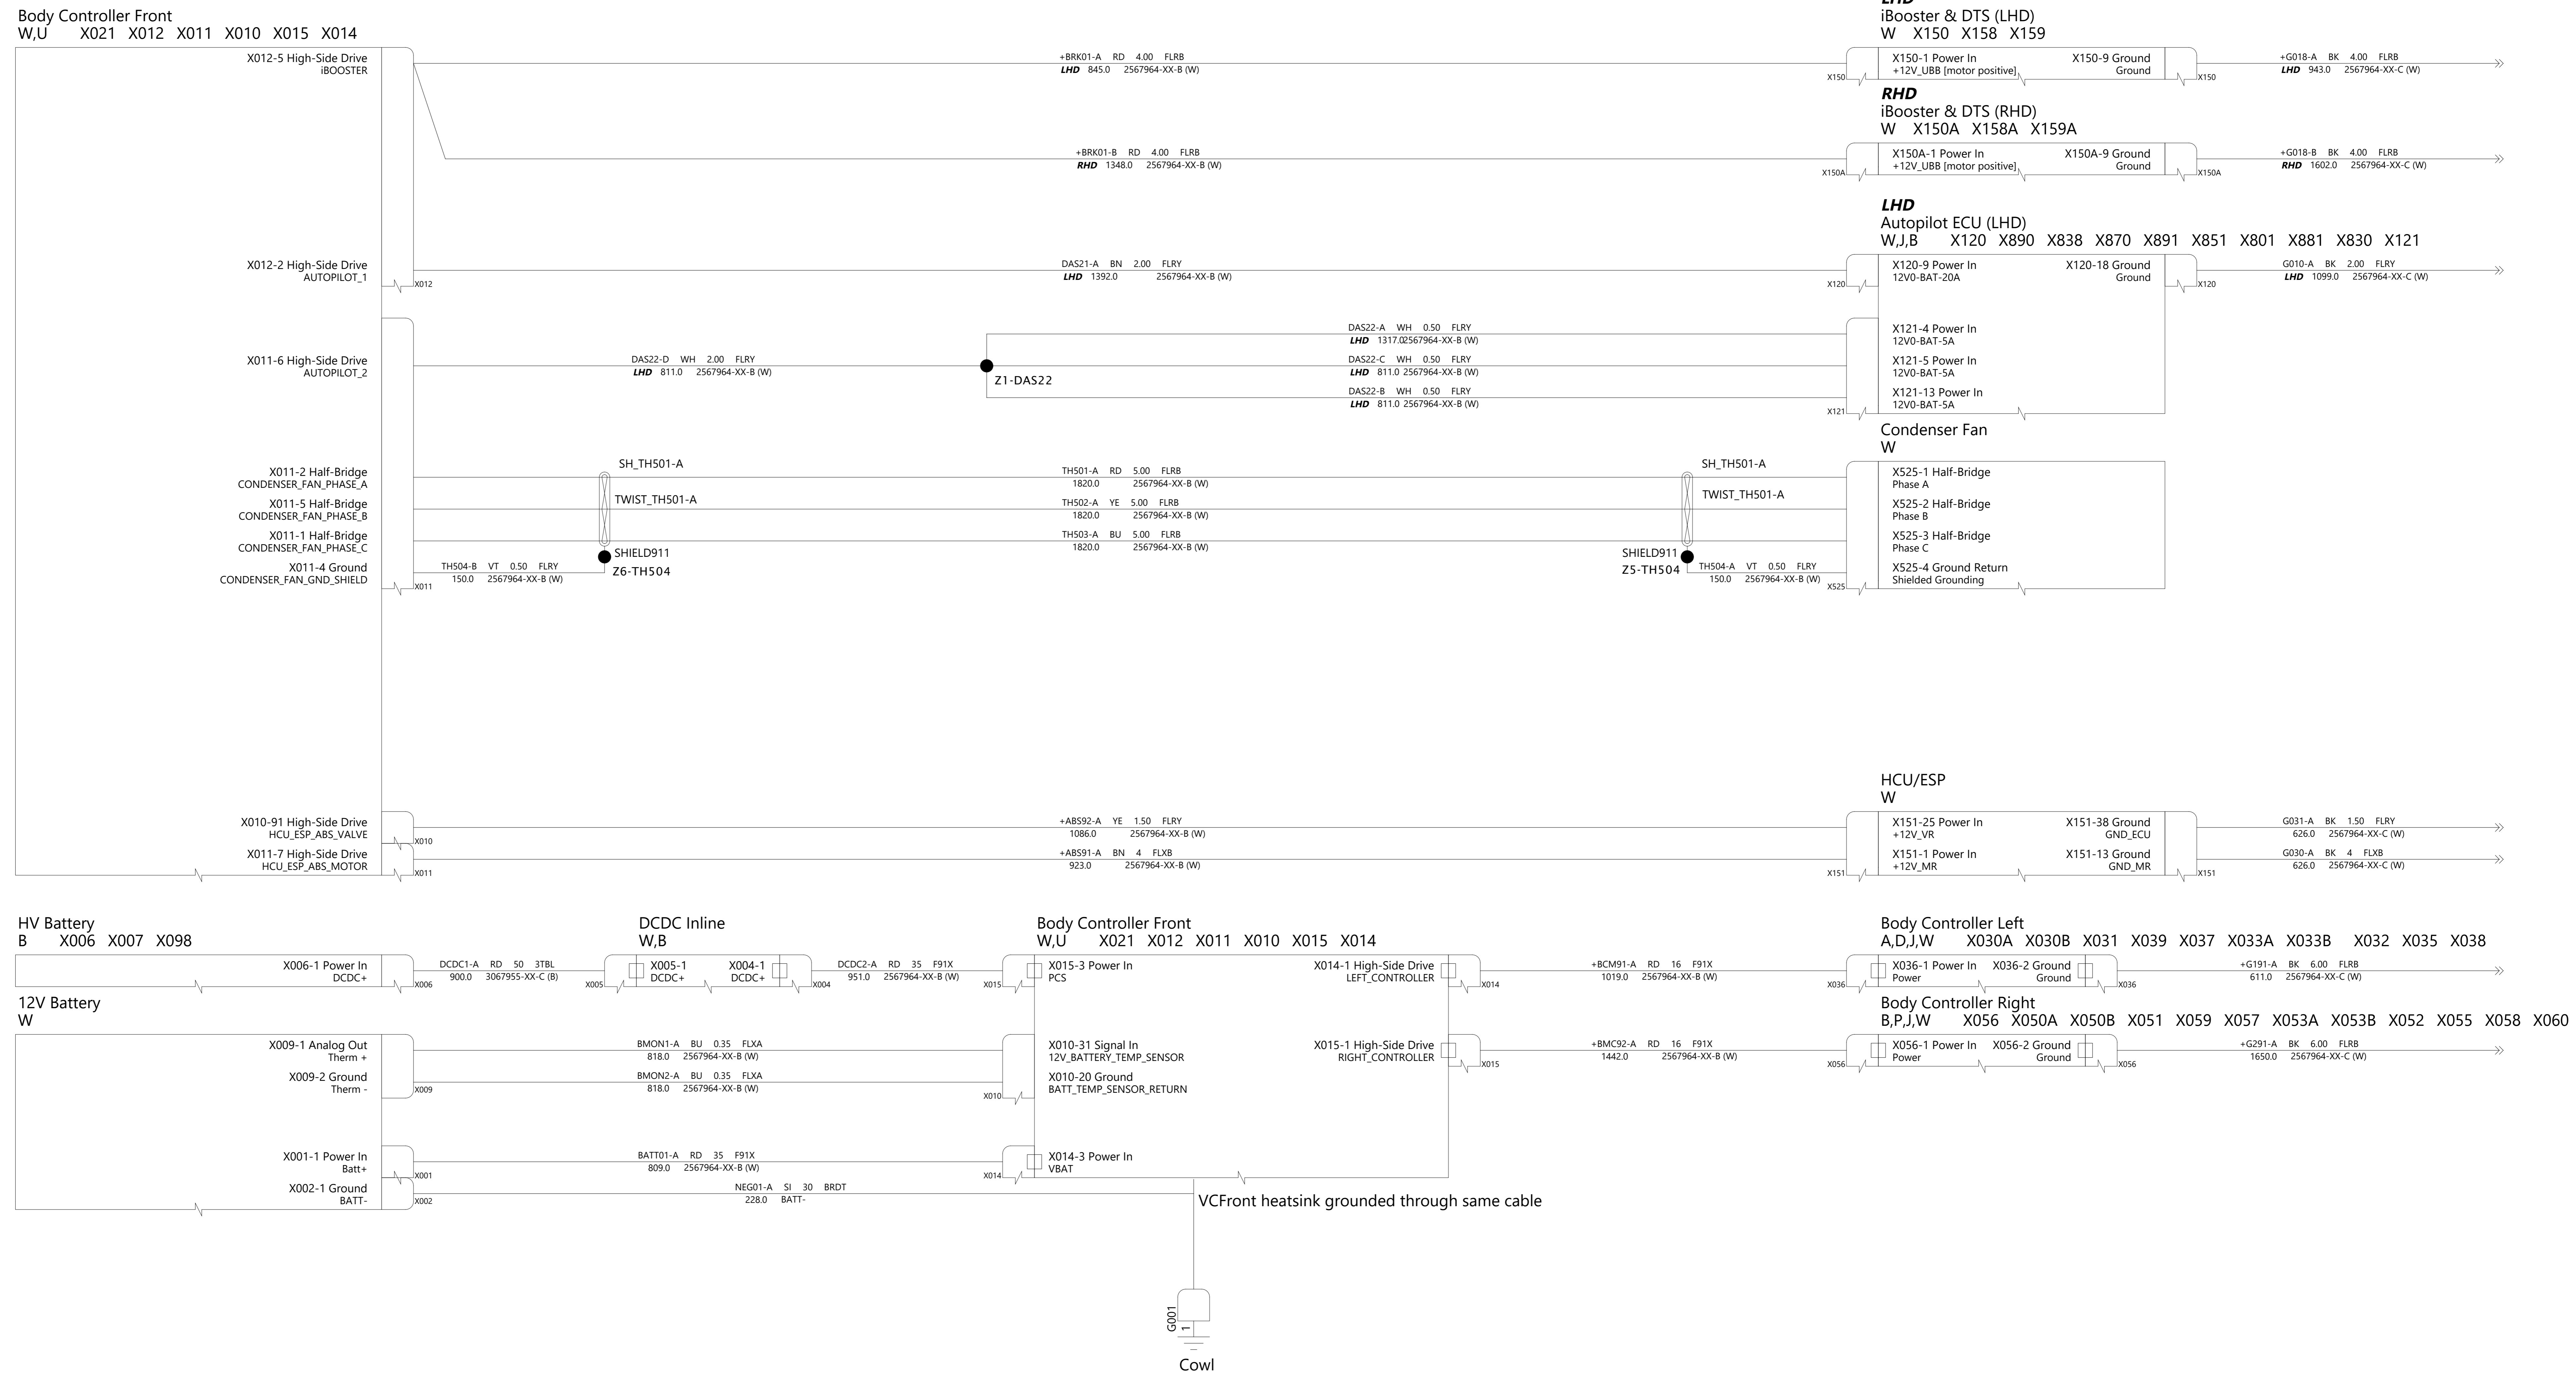 Body Controller Front
W,U X021 X012 X011 X010 X015 X014
X012-5 High-Side Drive
iBOOSTER
+BRK01-A RD 4.00 FLRB
LHD 845.0 2567964-XX-B (W)
LHD
iBooster & DTS (LHD)
W X150 X158 X159
X150-1 Power In
+12V_UBB [motor positive]
X150-9 Ground
Ground
X150
X150
+G018-A BK 4.00 FLRB
LHD 943.0 2567964-XX-C (W)
RHD
iBooster & DTS (RHD)
W X150A X158A X159A
+BRK01-B RD 4.00 FLRB
RHD 1348.0 2567964-XX-B (W)
X150A-1 Power In
+12V_UBB [motor positive]
X150A-9 Ground
Ground
X150A
X150A
+G018-B BK 4.00 FLRB
RHD 1602.0 2567964-XX-C (W)
LHD
Autopilot ECU (LHD)
W,J,B X120 X890 X838 X870 X891 X851 X801 X881 X830 X121
X012-2 High-Side Drive
AUTOPILOT_1
X012
DAS21-A BN 2.00 FLRY
LHD 1392.0 2567964-XX-B (W)
X120-9 Power In
12V0-BAT-20A
X120-18 Ground
Ground
X120
X120
G010-A BK 2.00 FLRY
LHD 1099.0 2567964-XX-C (W)
X011-6 High-Side Drive
AUTOPILOT_2
DAS22-D WH 2.00 FLRY
LHD 811.0 2567964-XX-B (W)
Z1-DAS22
DAS22-A WH 0.50 FLRY
LHD 1317.0 2567964-XX-B (W)
DAS22-C WH 0.50 FLRY
LHD 811.0 2567964-XX-B (W)
DAS22-B WH 0.50 FLRY
LHD 811.0 2567964-XX-B (W)
X121-4 Power In
12V0-BAT-5A
X121-5 Power In
12V0-BAT-5A
X121-13 Power In
12V0-BAT-5A
X121
Condenser Fan
W
X011-2 Half-Bridge
CONDENSER_FAN_PHASE_A
X011-5 Half-Bridge
CONDENSER_FAN_PHASE_B
X011-1 Half-Bridge
CONDENSER_FAN_PHASE_C
X011-4 Ground
CONDENSER_FAN_GND_SHIELD
X011
TH504-B VT 0.50 FLRY
150.0 2567964-XX-B (W)
SH_TH501-A
TWIST_TH501-A
SHIELD911
Z6-TH504
TH501-A RD 5.00 FLRB
1820.0 2567964-XX-B (W)
TH502-A YE 5.00 FLRB
1820.0 2567964-XX-B (W)
TH503-A BU 5.00 FLRB
1820.0 2567964-XX-B (W)
SH_TH501-A
TWIST_TH501-A
SHIELD911
Z5-TH504
TH504-A VT 0.50 FLRY
150.0 2567964-XX-B (W)
X525
X525-1 Half-Bridge
Phase A
X525-2 Half-Bridge
Phase B
X525-3 Half-Bridge
Phase C
X525-4 Ground Return
Shielded Grounding
HCU/ESP
W
X010-91 High-Side Drive
HCU_ESP_ABS_VALVE
X010
X011-7 High-Side Drive
HCU_ESP_ABS_MOTOR
X011
+ABS92-A YE 1.50 FLRY
1086.0 2567964-XX-B (W)
+ABS91-A BN 4 FLXB
923.0 2567964-XX-B (W)
X151-25 Power In
+12V_VR
X151-38 Ground
GND_ECU
X151-1 Power In
+12V_MR
X151-13 Ground
GND_MR
X151
X151
G031-A BK 1.50 FLRY
626.0 2567964-XX-C (W)
G030-A BK 4 FLXB
626.0 2567964-XX-C (W)
HV Battery
B X006 X007 X098
X006-1 Power In
DCDC+
X006
DCDC1-A RD 50 3TBL
900.0 3067955-XX-C (B)
DCDC Inline
W,B
X005-1
DCDC+
X004-1
DCDC+
X005
X004
DCDC2-A RD 35 F91X
951.0 2567964-XX-B (W)
Body Controller Front
W,U X021 X012 X011 X010 X015 X014
X015-3 Power In
PCS
X015
X014-1 High-Side Drive
LEFT_CONTROLLER
X014
+BCM91-A RD 16 F91X
1019.0 2567964-XX-B (W)
Body Controller Left
A,D,J,W X030A X030B X031 X039 X037 X033A X033B X032 X035 X038
X036-1 Power In
Power
X036-2 Ground
Ground
X036
X036
+G191-A BK 6.00 FLRB
611.0 2567964-XX-C (W)
12V Battery
W
X009-1 Analog Out
Therm +
X009-2 Ground
Therm -
X009
BMON1-A BU 0.35 FLXA
818.0 2567964-XX-B (W)
BMON2-A BU 0.35 FLXA
818.0 2567964-XX-B (W)
X010-31 Signal In
12V_BATTERY_TEMP_SENSOR
X010-20 Ground
BATT_TEMP_SENSOR_RETURN
X010
X015-1 High-Side Drive
RIGHT_CONTROLLER
X015
+BMC92-A RD 16 F91X
1442.0 2567964-XX-B (W)
Body Controller Right
B,P,J,W X056 X050A X050B X051 X059 X057 X053A X053B X052 X055 X058 X060
X056-1 Power In
Power
X056-2 Ground
Ground
X056
X056
+G291-A BK 6.00 FLRB
1650.0 2567964-XX-C (W)
X001-1 Power In
Batt+
X001
X002-1 Ground
BATT-
X002
BATT01-A RD 35 F91X
809.0 2567964-XX-B (W)
NEG01-A SI 30 BRDT
228.0 BATT-
X014-3 Power In
VBAT
X014
VCFront heatsink grounded through same cable
G001
1
Cowl